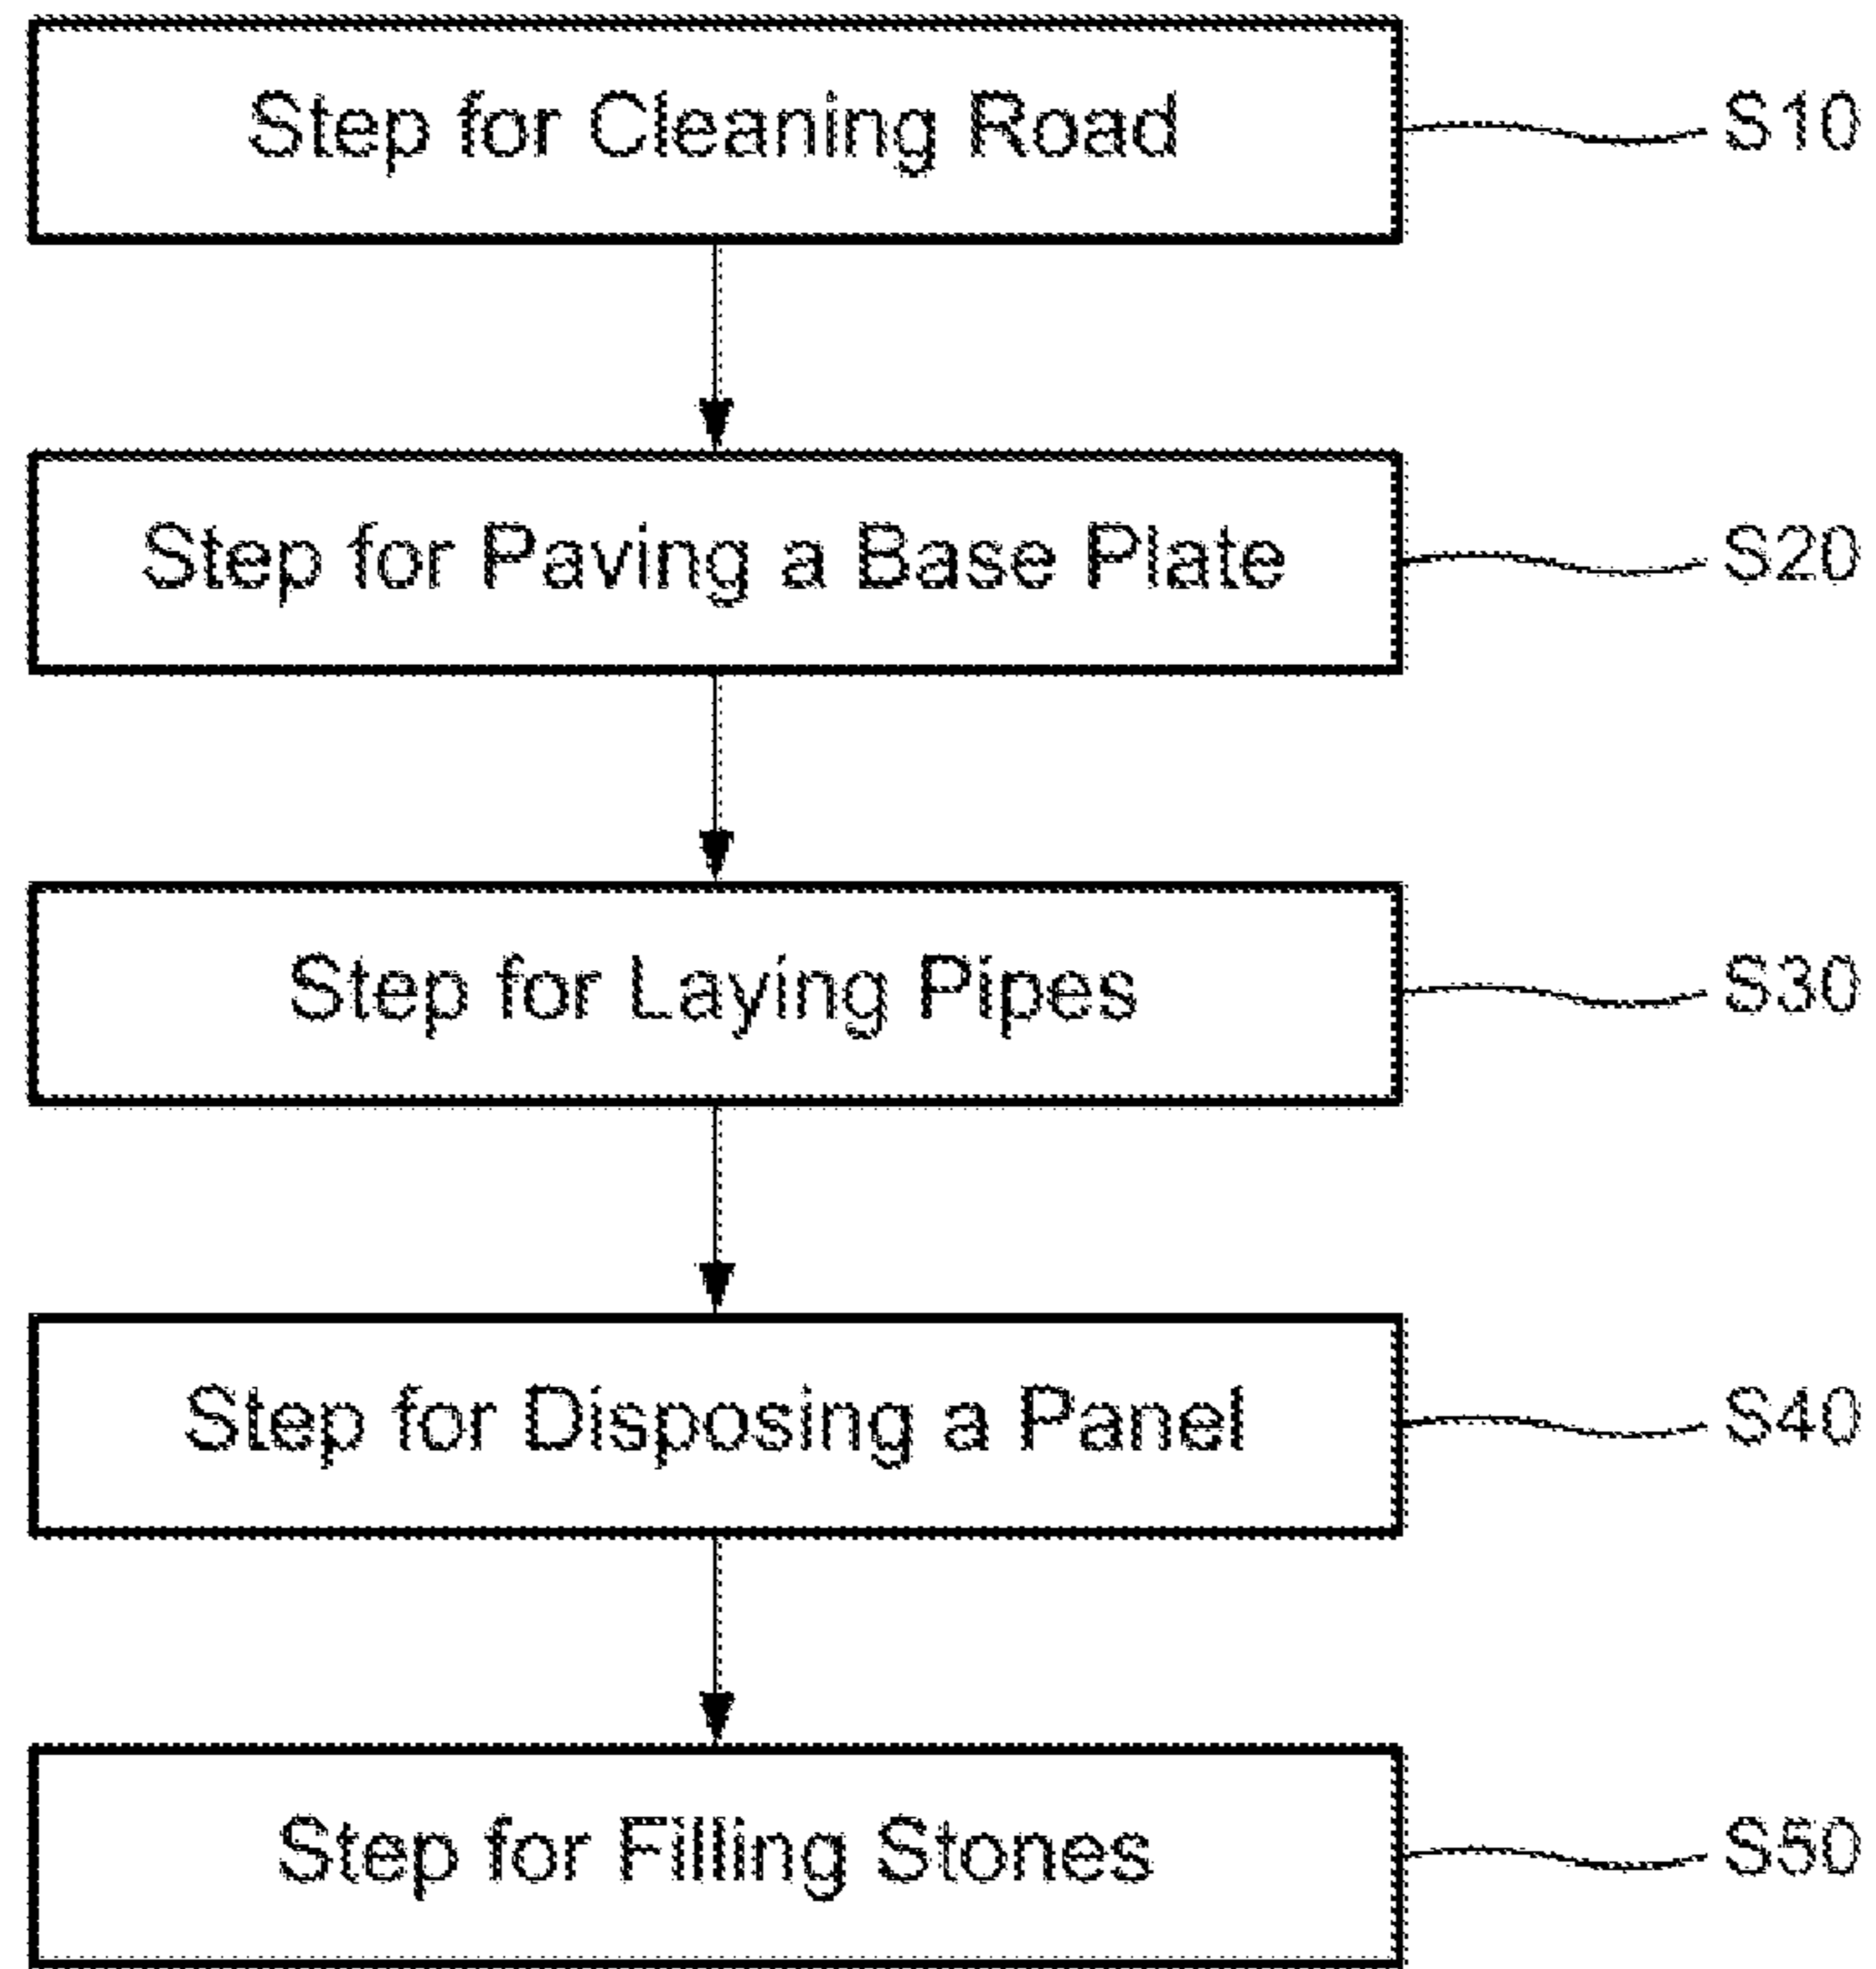 Step for Cleaning Road S10
Step for Paving a Base Plate S20
Step for Laying Pipes S30
Step for Disposing a Panel S40
Step for Filling Stones S50